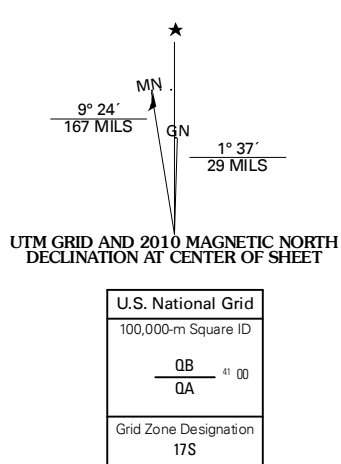 ★
MN
GN
9° 24´
167 MILS
1° 37´
29 MILS
UTM GRID AND 2010 MAGNETIC NORTH
DECLINATION AT CENTER OF SHEET
U.S. National Grid
100,000-m Square ID
QB
41 00
QA
Grid Zone Designation
17S